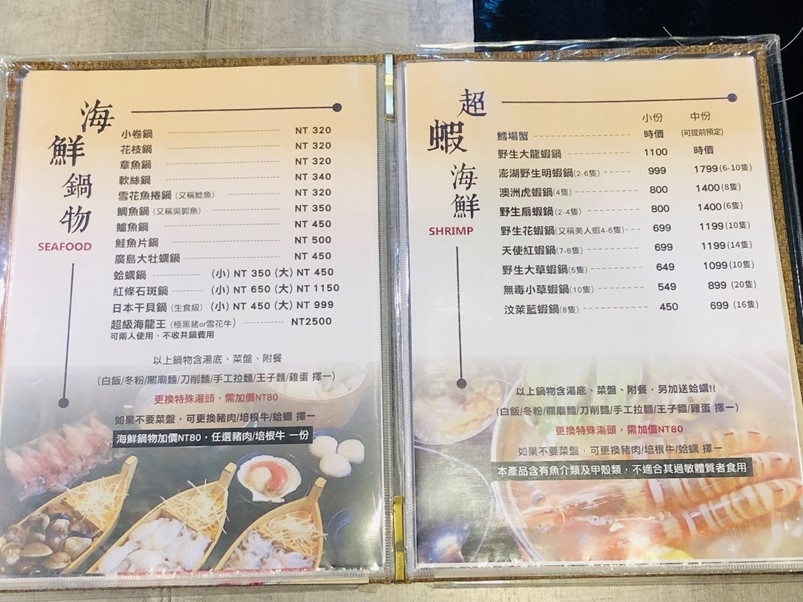 海鮮鍋物
SEAFOOD
小卷鍋 NT 320
花枝鍋 NT 320
章魚鍋 NT 320
軟絲鍋 NT 340
雪花魚捲鍋（又稱鯰魚） NT 320
鯛魚鍋（又稱吳郭魚） NT 350
鱸魚鍋 NT 450
鮭魚片鍋 NT 500
廣島大牡蠣鍋 NT 450
蛤蠣鍋 (小) NT 350 (大) NT 450
紅條石斑鍋 (小) NT 650 (大) NT 1150
日本干貝鍋（生食級） (小) NT 450 (大) NT 999
超級海龍王（極黑豬or雪花牛） NT2500
可兩人使用，不收共鍋費用
以上鍋物含湯底、菜盤、附餐
(白飯/冬粉/關廟麵/刀削麵/手工拉麵/王子麵/雞蛋 擇一)
更換特殊湯頭，需加價NT80
如果不要菜盤，可更換豬肉/培根牛/蛤蠣 擇一
海鮮鍋物加價NT80，任選豬肉/培根牛 一份
超蝦海鮮
SHRIMP
小份 中份
鱈場蟹 時價 (可提前預定)
野生大龍蝦鍋 1100 時價
澎湖野生明蝦鍋(2-6隻) 999 1799(6-10隻)
澳洲虎蝦鍋(4隻) 800 1400(8隻)
野生扇蝦鍋(2-4隻) 800 1400(6隻)
野生花蝦鍋(又稱美人蝦4-6隻) 699 1199(10隻)
天使紅蝦鍋(7-8隻) 699 1199(14隻)
野生大草蝦鍋(5隻) 649 1099(10隻)
無毒小草蝦鍋(10隻) 549 899 (20隻)
汶萊藍蝦鍋(8隻) 450 699 (16隻)
以上鍋物含湯底、菜盤、附餐，另加送蛤蠣!!
(白飯/冬粉/關廟麵/刀削麵/手工拉麵/王子麵/雞蛋 擇一)
更換特殊湯頭，需加價NT80
如果不要菜盤，可更換豬肉/培根牛/蛤蠣 擇一
本產品含有魚介類及甲殼類，不適合其過敏體質者食用